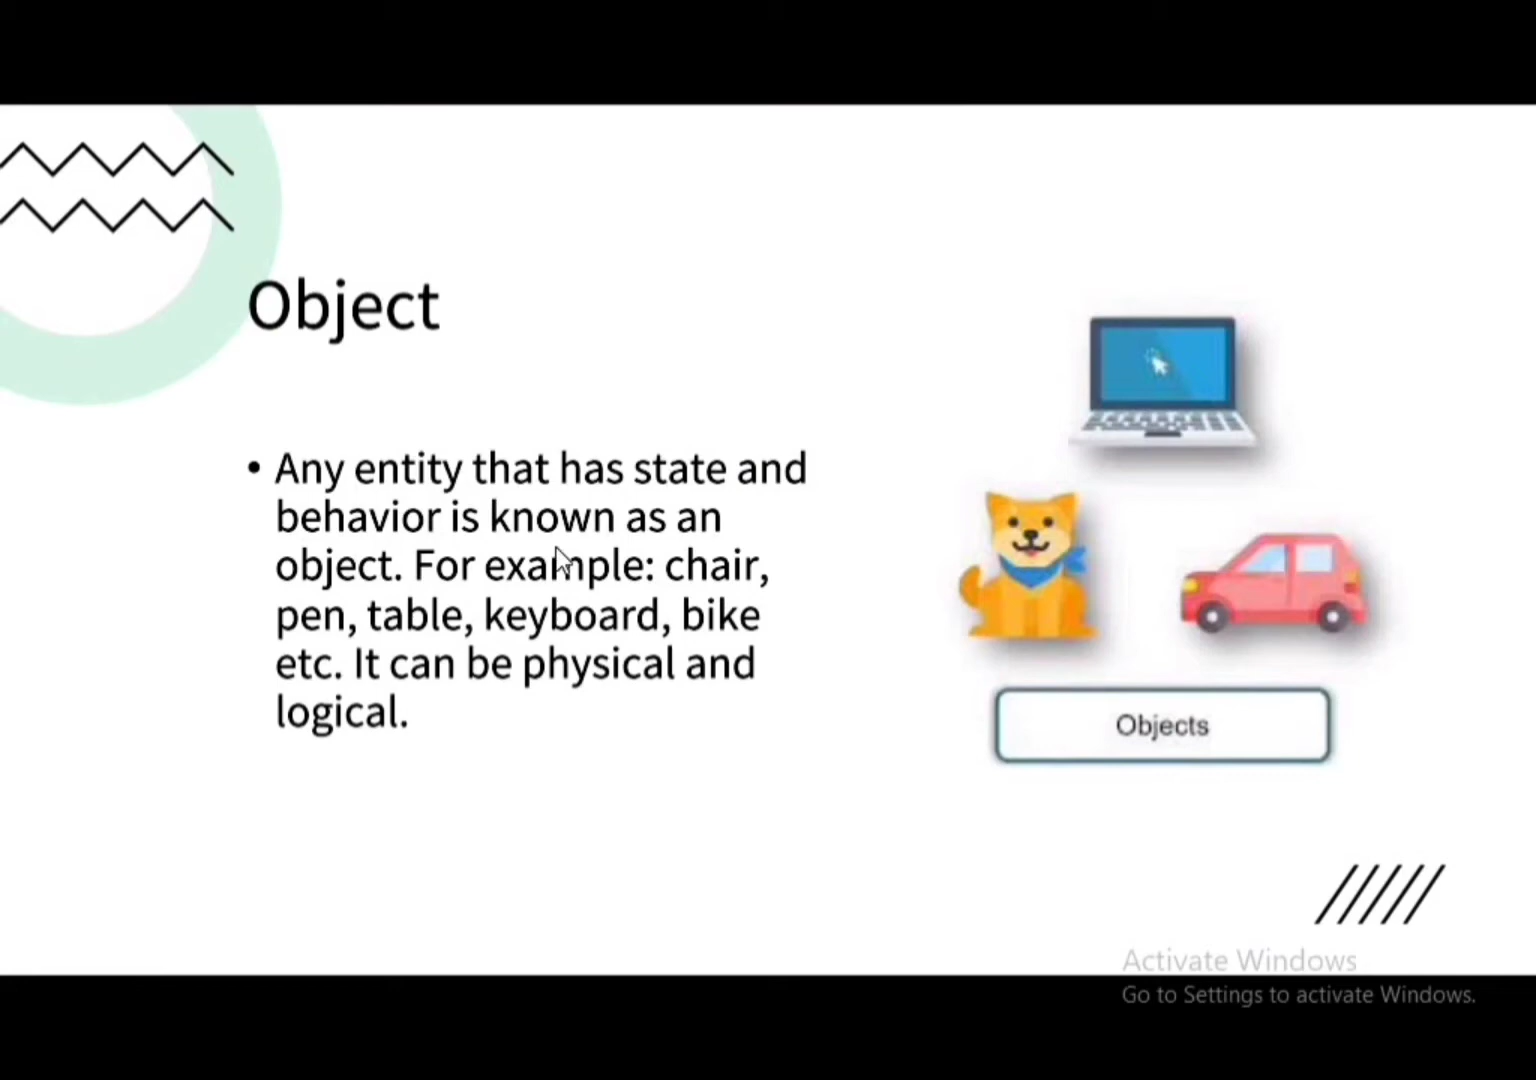 Object
• Any entity that has state and
behavior is known as an
object. For example: chair,
pen, table, keyboard, bike
etc. It can be physical and
logical.
Objects
Activate Windows
Go to Settings to activate Windows.